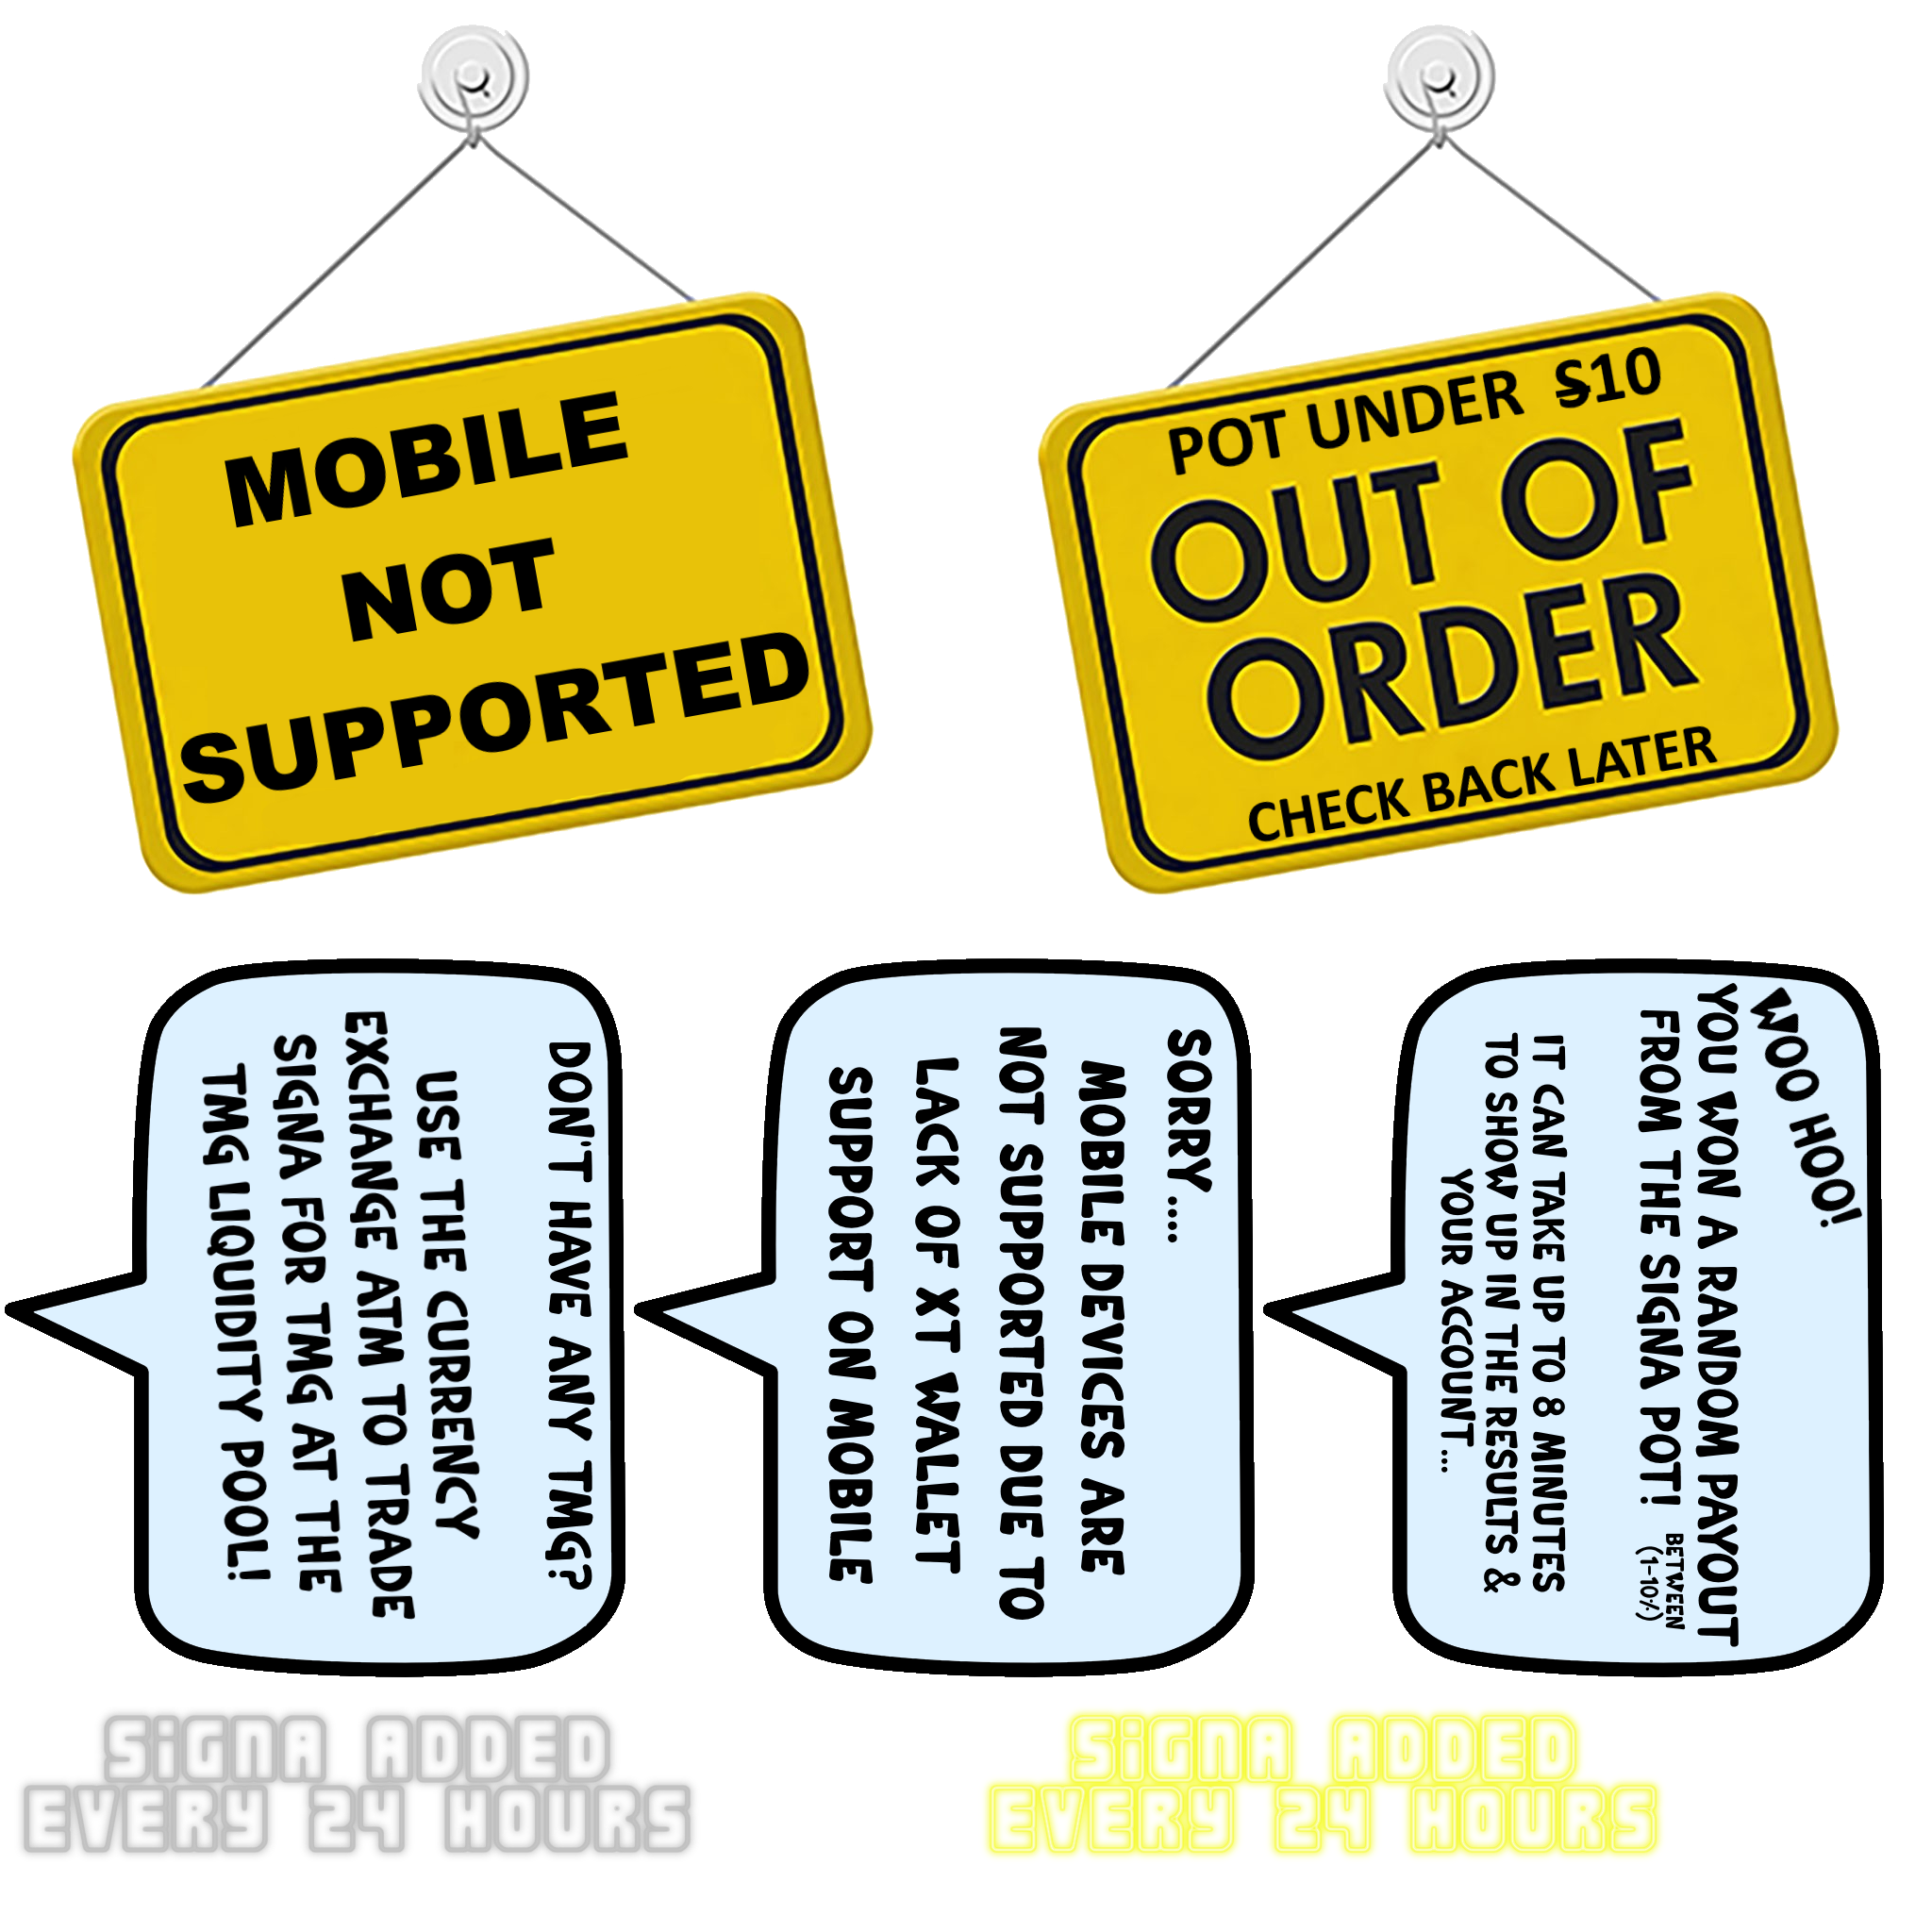 MOBILE
NOT
SUPPORTED
POT UNDER $10
OUT OF
ORDER
CHECK BACK LATER
DON'T HAVE ANY TMG?
USE THE CURRENCY
EXCHANGE ATM TO TRADE
SIGNA FOR TMG AT THE
TMG LIQUIDITY POOL!
SORRY ....
MOBILE DEVICES ARE
NOT SUPPORTED DUE TO
LACK OF XT WALLET
SUPPORT ON MOBILE
WOO HOO!
YOU WON A RANDOM PAYOUT
FROM THE SIGNA POT!
BETWEEN
(1-10%)
IT CAN TAKE UP TO 8 MINUTES
TO SHOW UP IN THE RESULTS &
YOUR ACCOUNT ...
SIGNA ADDED
EVERY 24 HOURS
SIGNA ADDED
EVERY 24 HOURS